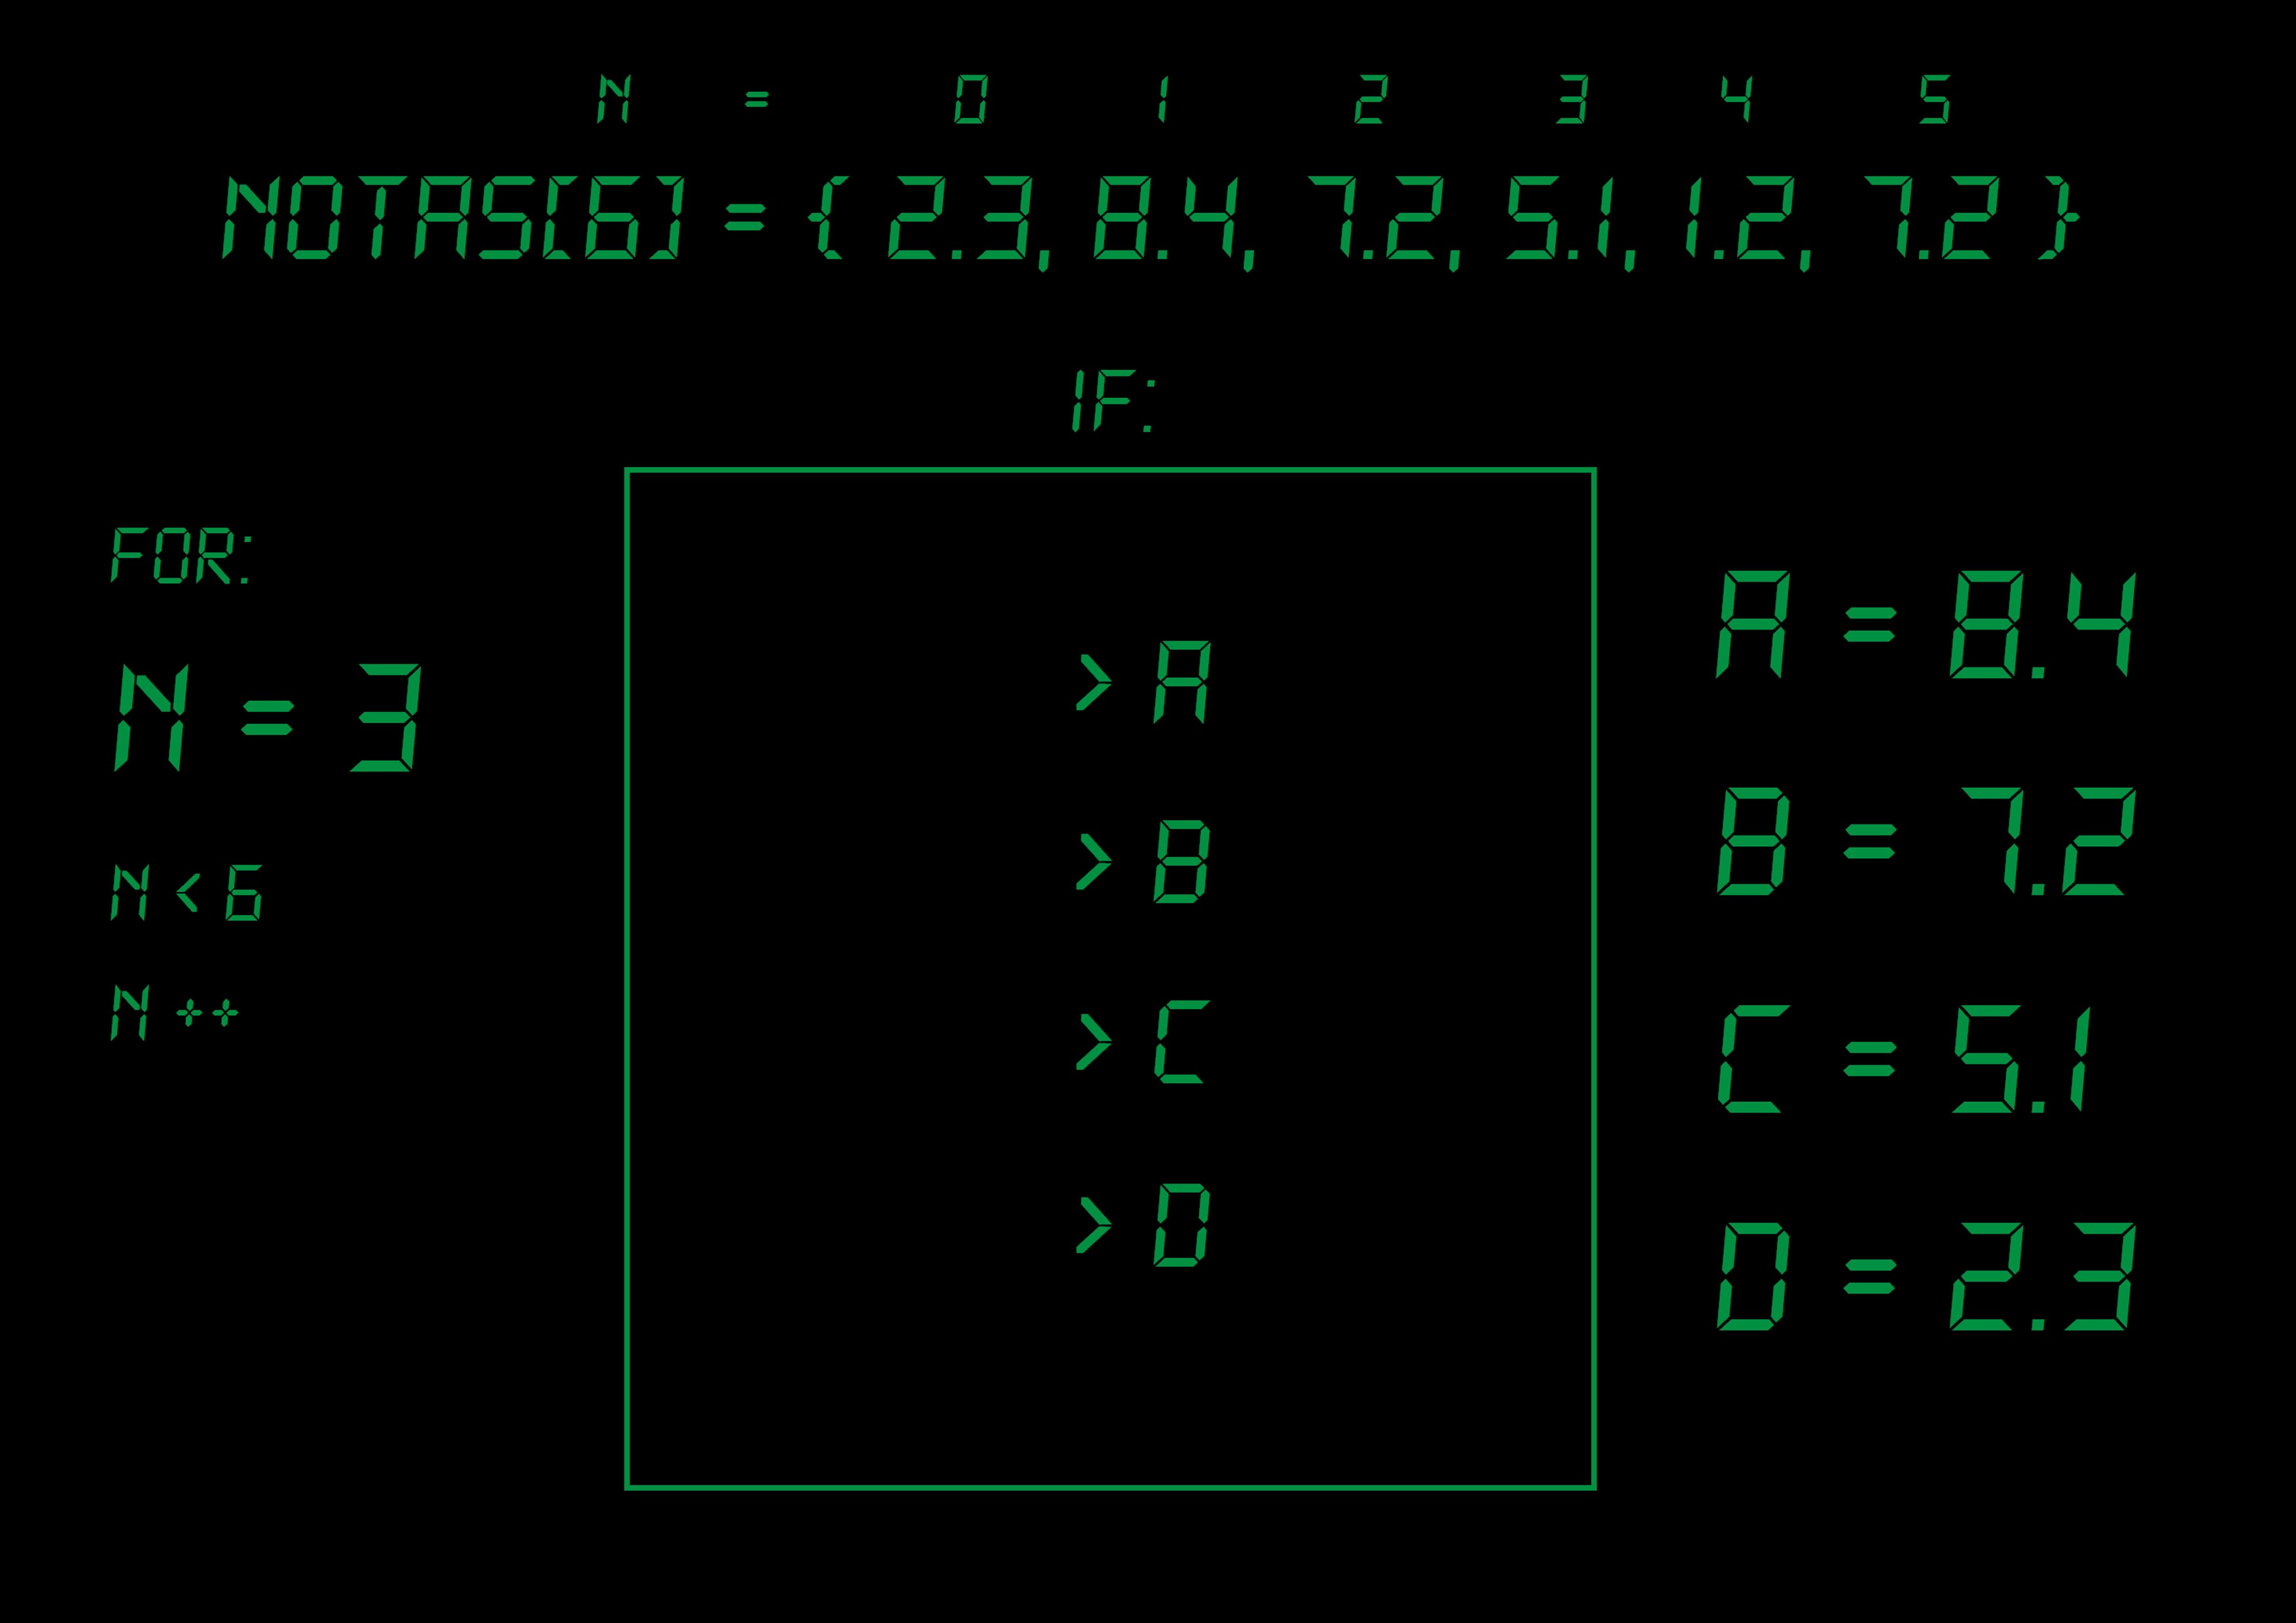 N = 0 1 2 3 4 5
NOTAS[6] = { 2.3, 8.4, 7.2, 5.1, 1.2, 7.2 }
IF:
FOR:
N = 3
N < 6
N ++
> A
> B
> C
> D
A = 8.4
B = 7.2
C = 5.1
D = 2.3